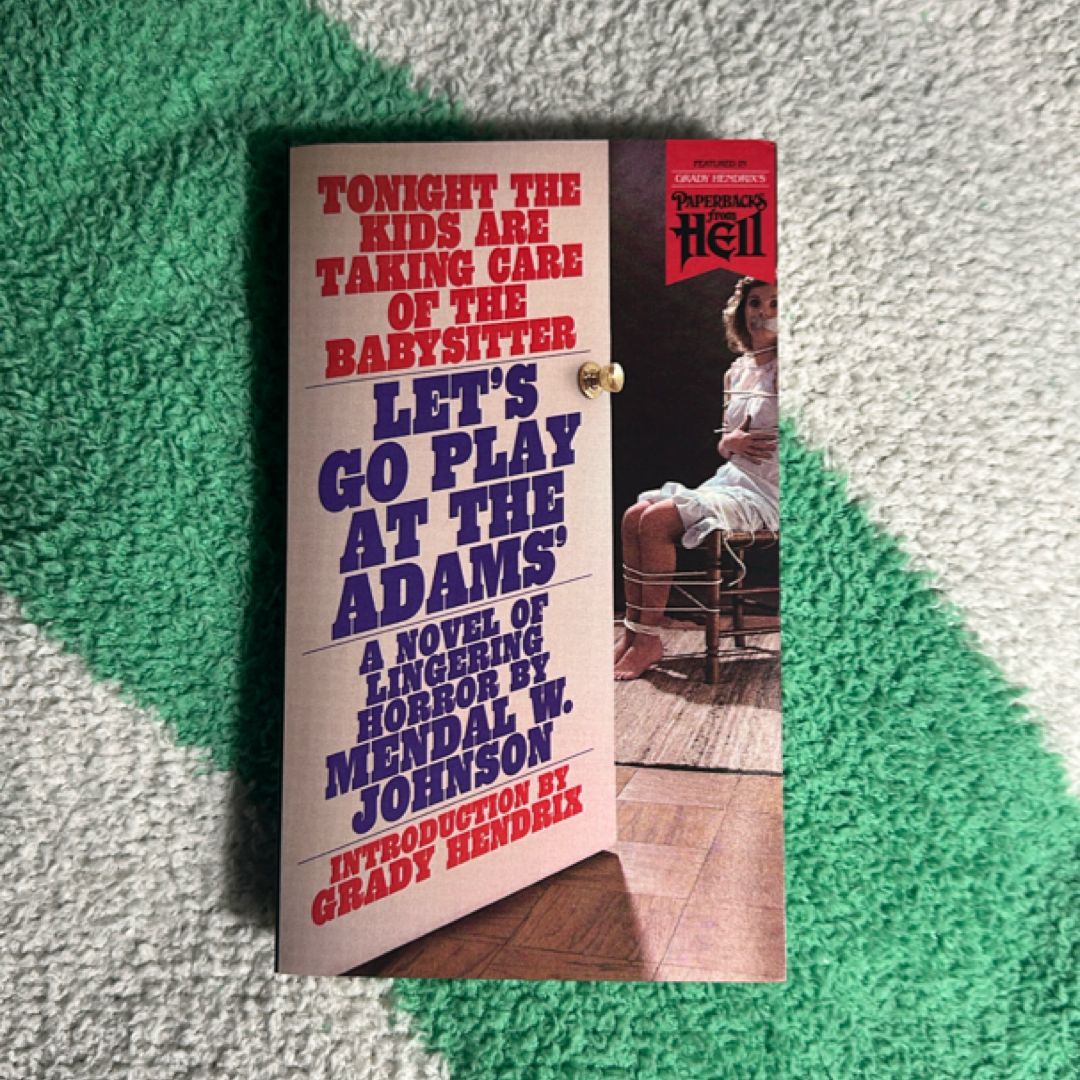 TONIGHT THE
KIDS ARE
TAKING CARE
OF THE
BABYSITTER
LET'S
GO PLAY
AT THE
ADAMS'
A NOVEL OF
LINGERING
HORROR BY
MENDAL W.
JOHNSON
INTRODUCTION BY
GRADY HENDRIX
FEATURED IN
GRADY HENDRIX'S
PAPERBACKS
from
HELL